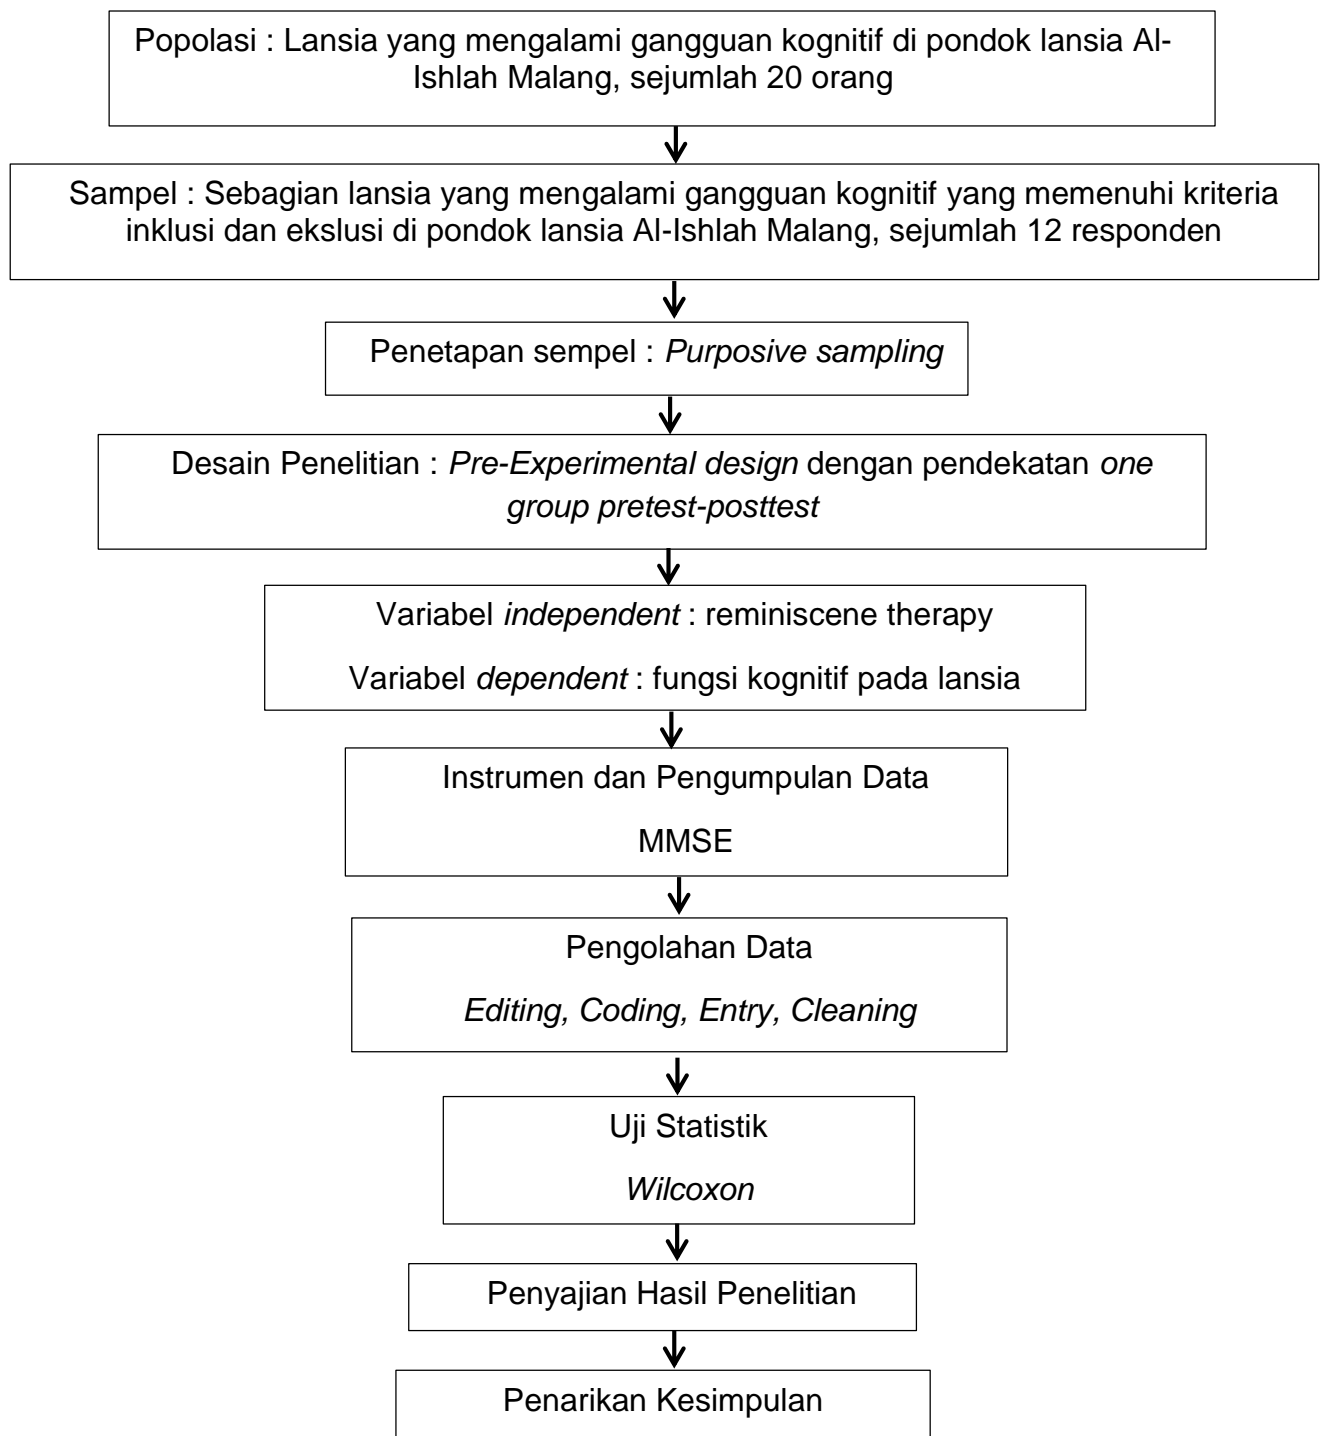 Popolasi : Lansia yang mengalami gangguan kognitif di pondok lansia Al-
Ishlah Malang, sejumlah 20 orang
Sampel : Sebagian lansia yang mengalami gangguan kognitif yang memenuhi kriteria
inklusi dan ekslusi di pondok lansia Al-Ishlah Malang, sejumlah 12 responden
Penetapan sempel : Purposive sampling
Desain Penelitian : Pre-Experimental design dengan pendekatan one
group pretest-posttest
Variabel independent : reminiscene therapy
Variabel dependent : fungsi kognitif pada lansia
Instrumen dan Pengumpulan Data
MMSE
Pengolahan Data
Editing, Coding, Entry, Cleaning
Uji Statistik
Wilcoxon
Penyajian Hasil Penelitian
Penarikan Kesimpulan